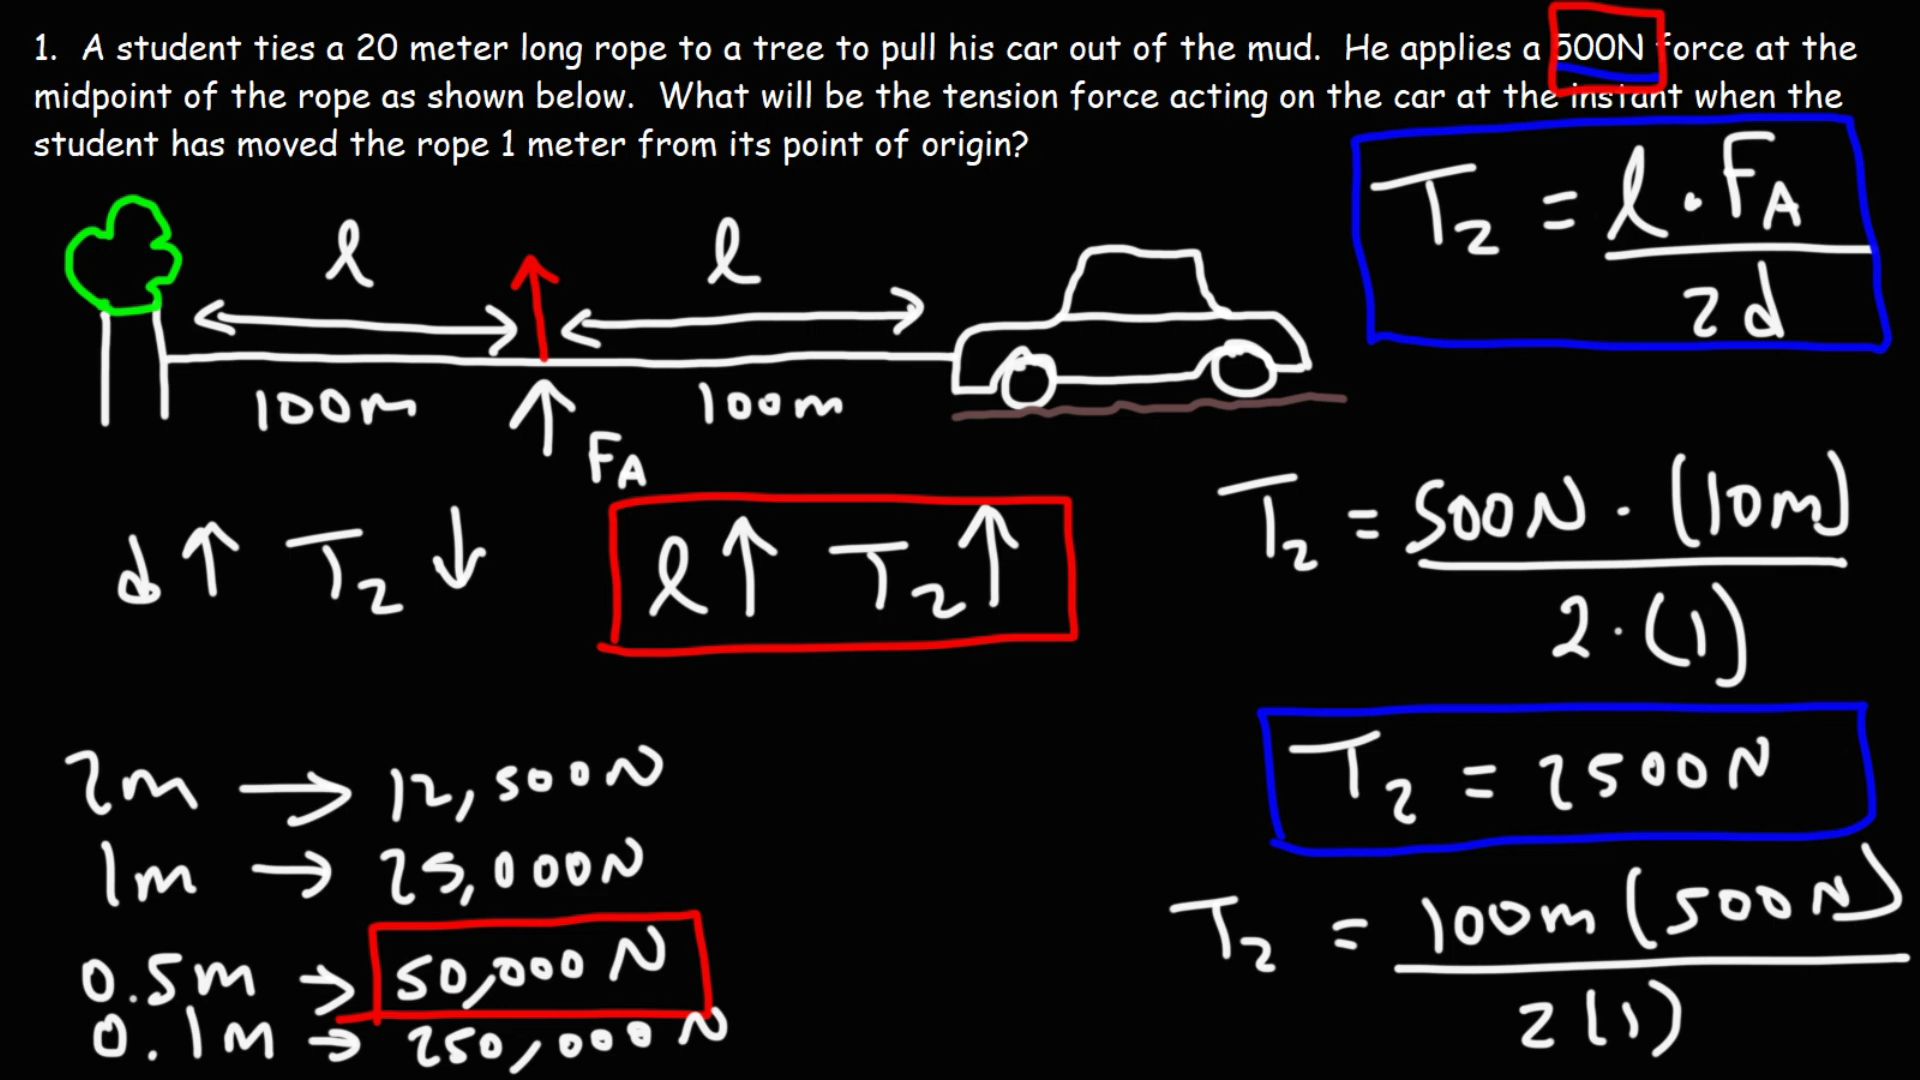 1. A student ties a 20 meter long rope to a tree to pull his car out of the mud. He applies a 500N force at the
midpoint of the rope as shown below. What will be the tension force acting on the car at the instant when the
student has moved the rope 1 meter from its point of origin?
T₂ = ℓ · F_A / 2d
ℓ ℓ
100m 100m
F_A
d↑ T₂↓ ℓ↑ T₂↑
T₂ = 500N · (10m) / 2 · (1)
T₂ = 2500N
2m → 12,500N
1m → 25,000N
0.5m → 50,000 N
0.1m → 250,000 N
T₂ = 100m (500N) / 2(1)